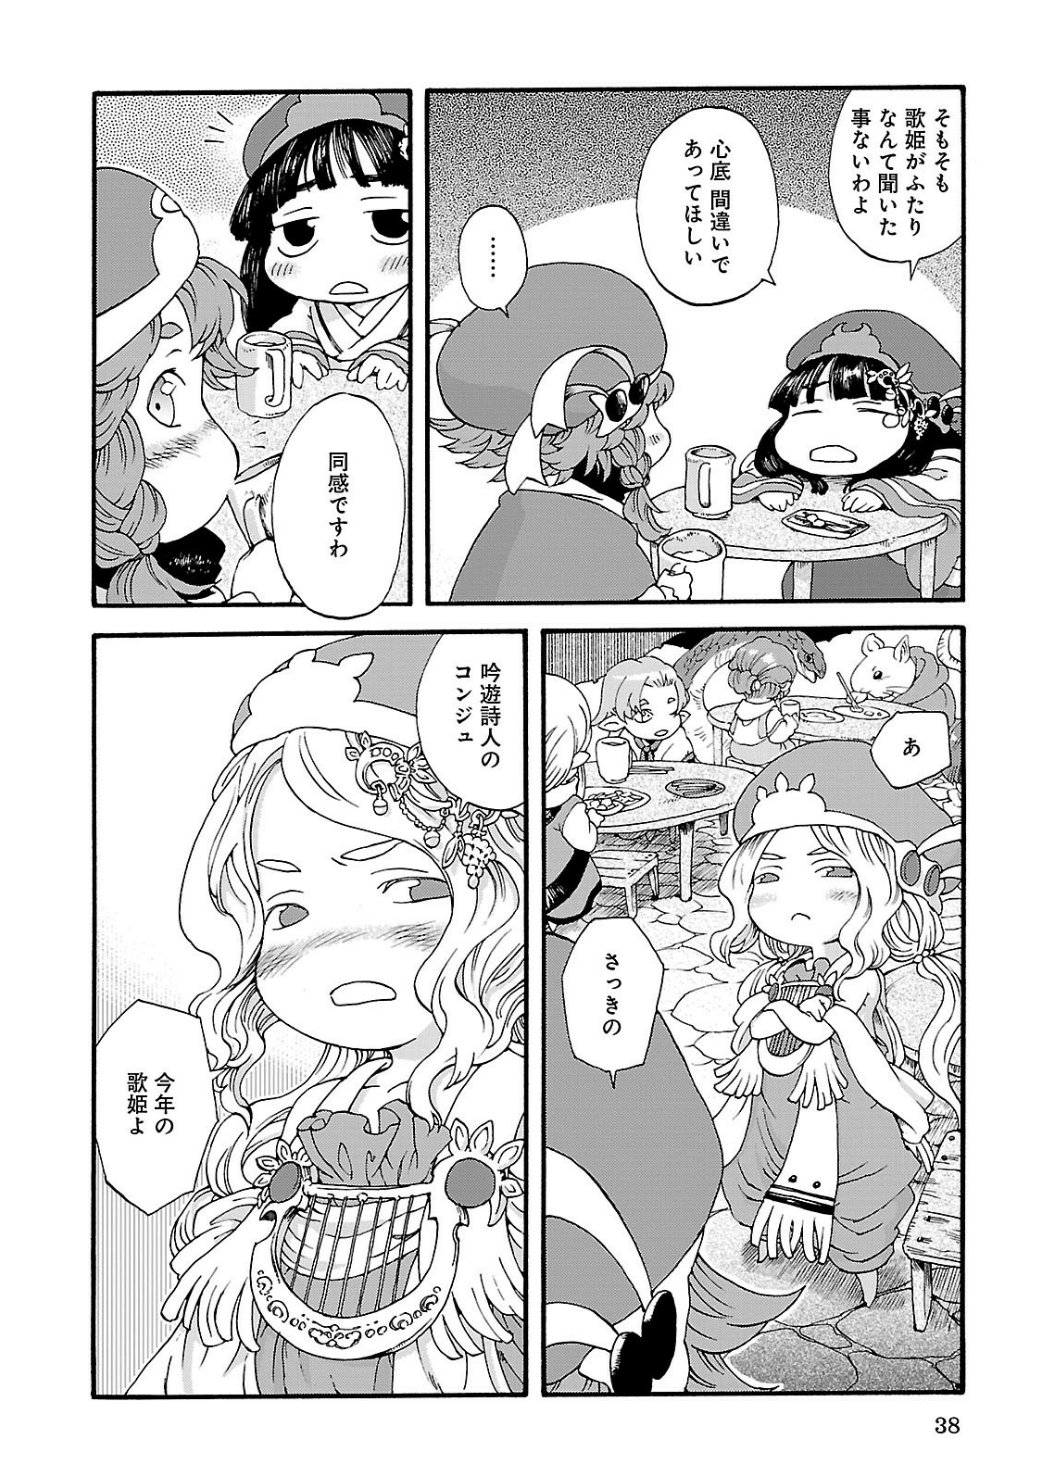 そもそも
歌姫がふたり
なんて聞いた
事ないわよ
心底 間違いで
あってほしい
……
同感ですわ
あ
さっきの
吟遊詩人の
コンジュ
今年の
歌姫よ
38